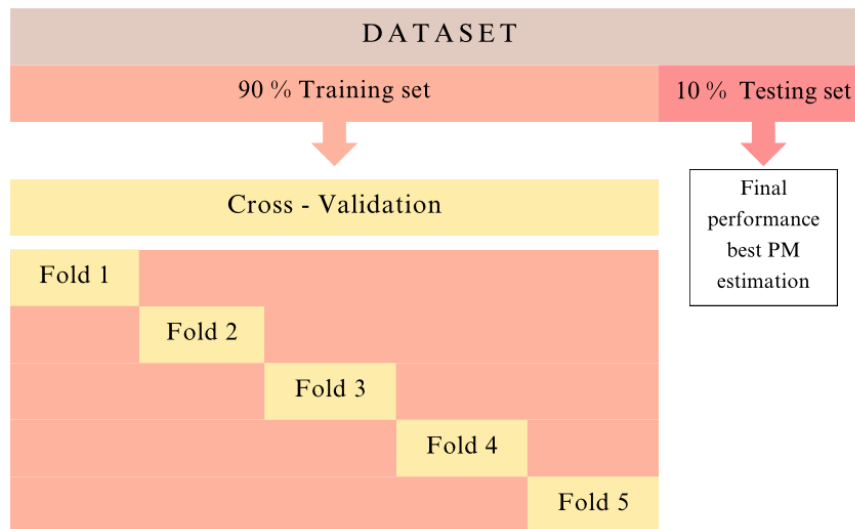 DATASET
90 % Training set
10 % Testing set
Cross - Validation
Final
performance
best PM
estimation
Fold 1
Fold 2
Fold 3
Fold 4
Fold 5